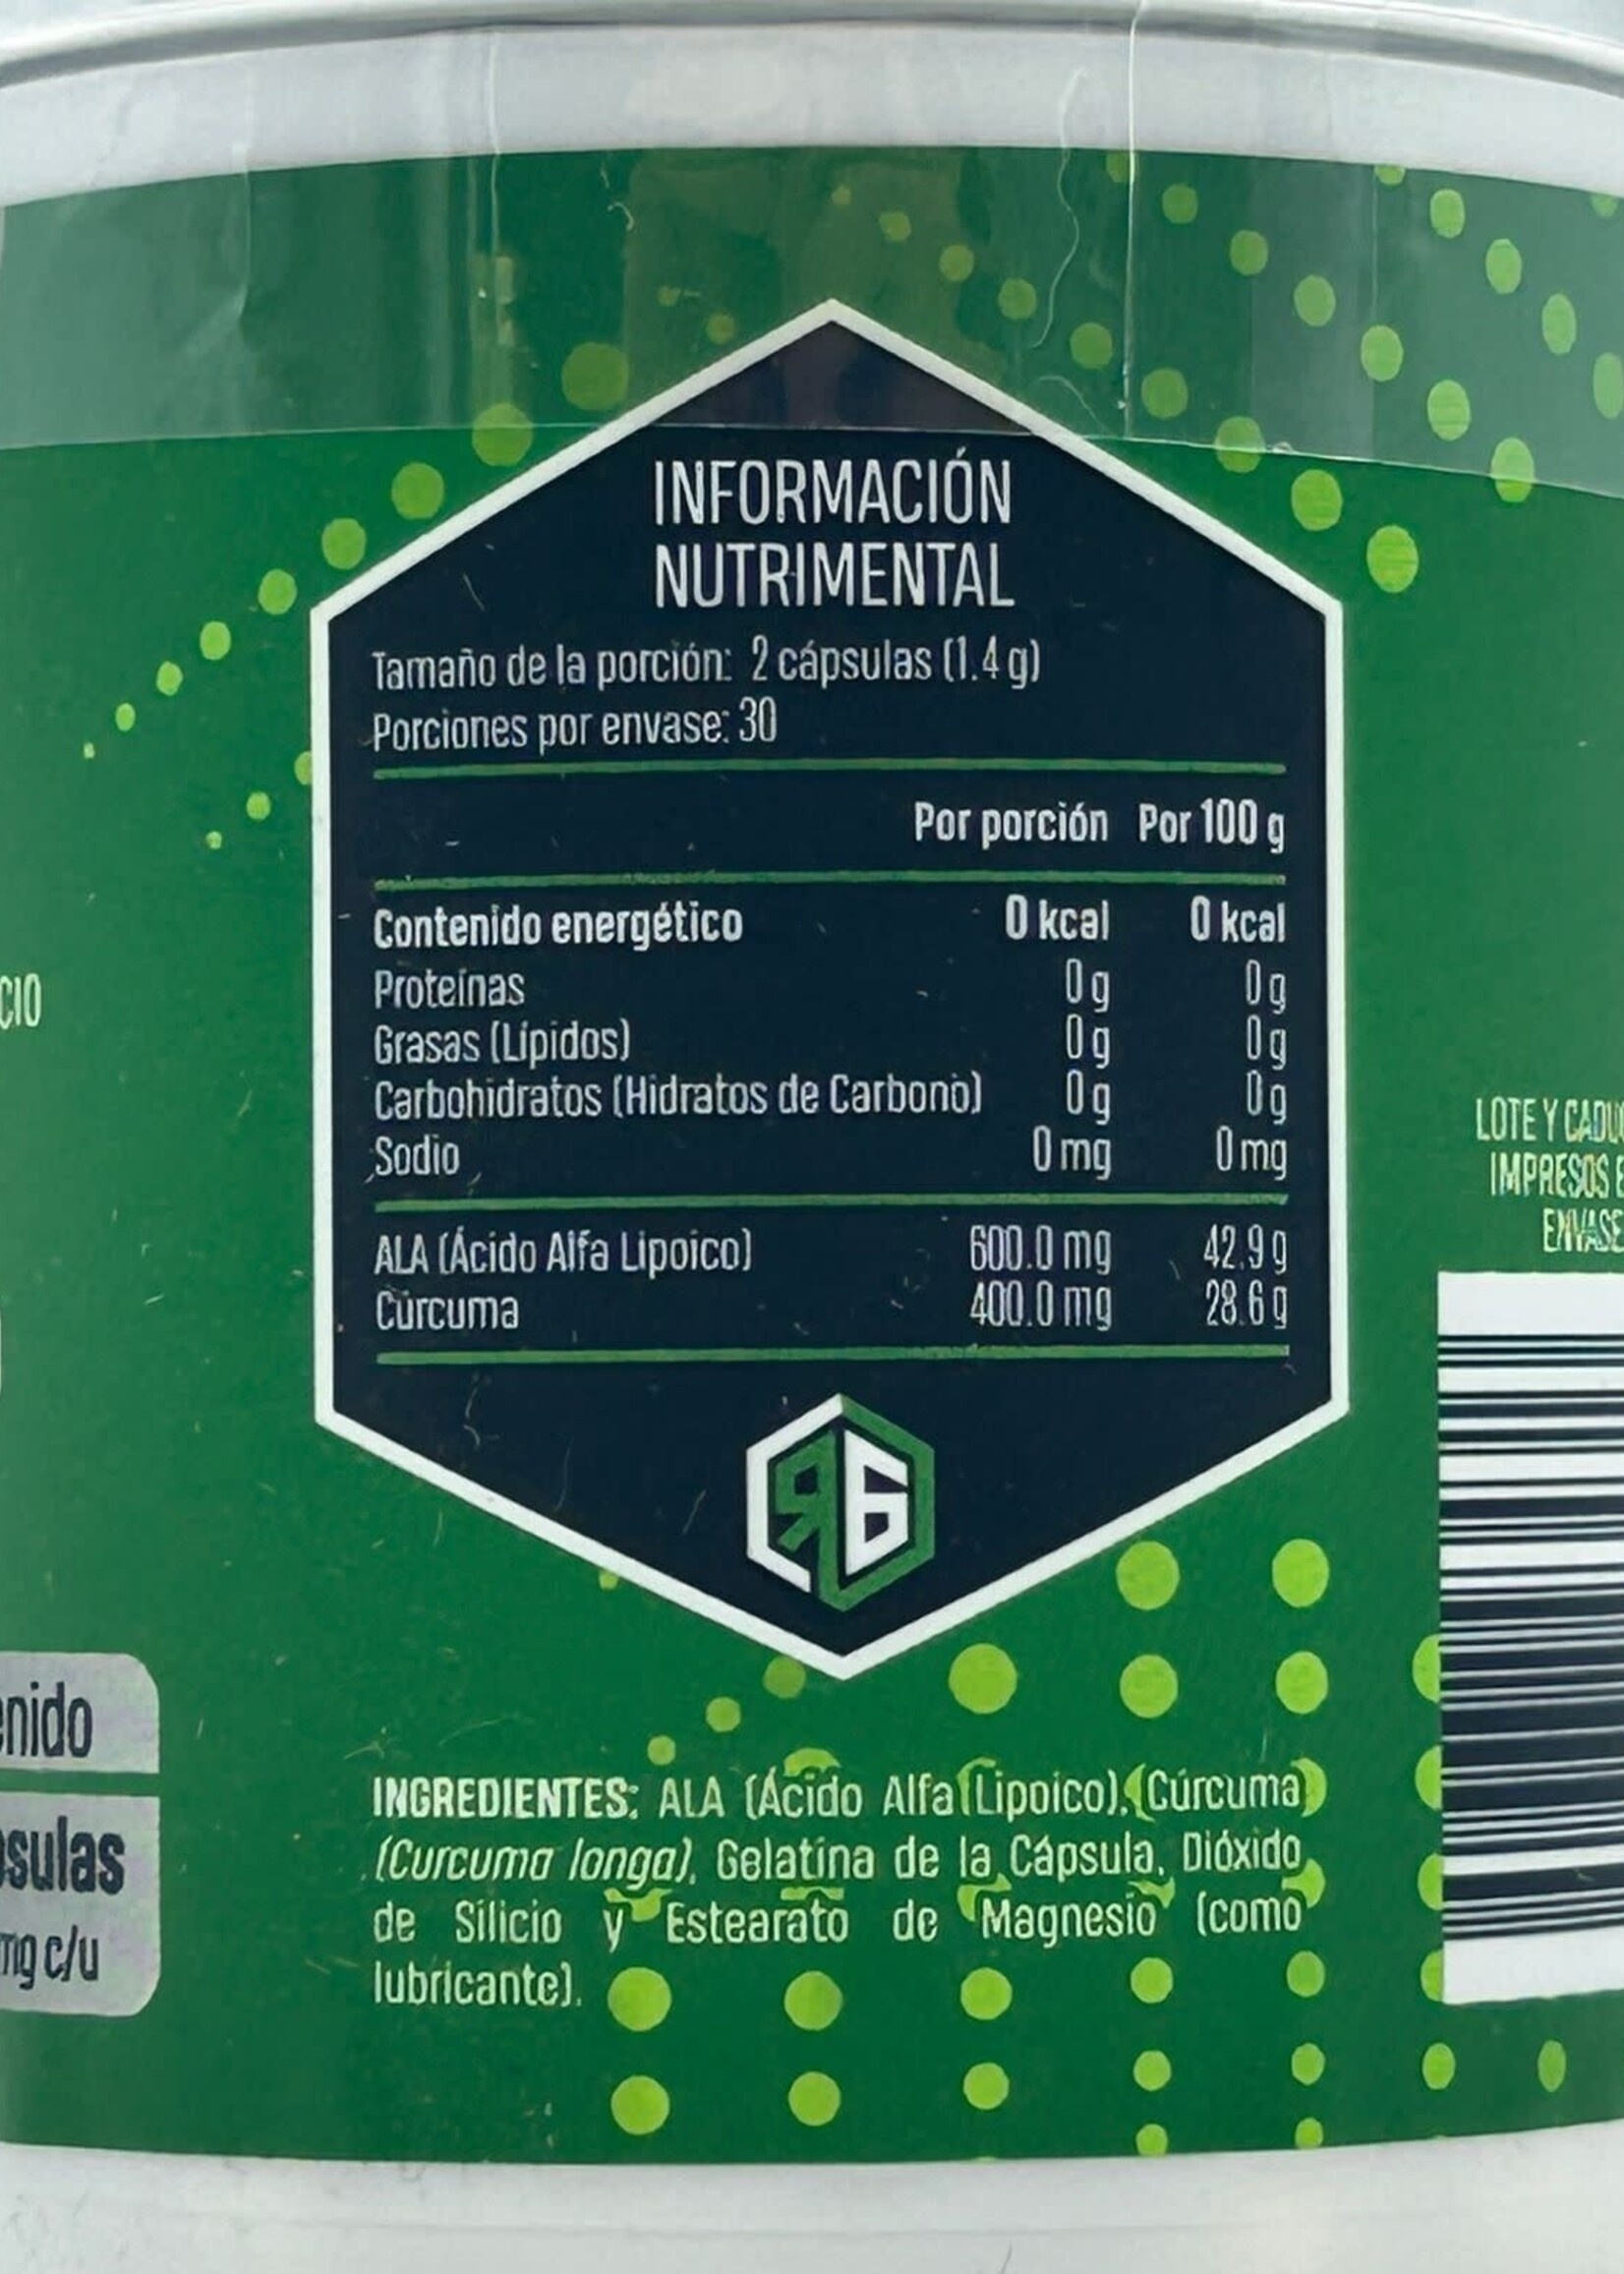 INFORMACIÓN
NUTRIMENTAL
Tamaño de la porción: 2 cápsulas (1.4 g)
Porciones por envase: 30
Por porción Por 100 g
Contenido energético 0 kcal 0 kcal
Proteínas 0 g 0 g
Grasas (Lípidos) 0 g 0 g
Carbohidratos (Hidratos de Carbono) 0 g 0 g
Sodio 0 mg 0 mg
ALA (Ácido Alfa Lipoico) 600.0 mg 42.9 g
Cúrcuma 400.0 mg 28.6 g
INGREDIENTES: ALA (Ácido Alfa Lipoico), (Cúrcuma)
(Curcuma longa), Gelatina de la Cápsula, Dióxido
de Silicio y Estearato de Magnesio (como
lubricante).
CIO
enido
psulas
mg c/u
LOTE Y CADU
IMPRESOS E
ENVASE